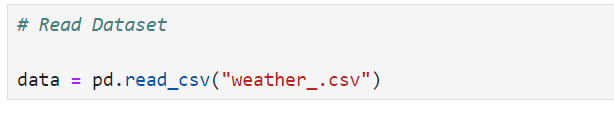 # Read Dataset
data = pd.read_csv("weather_.csv")